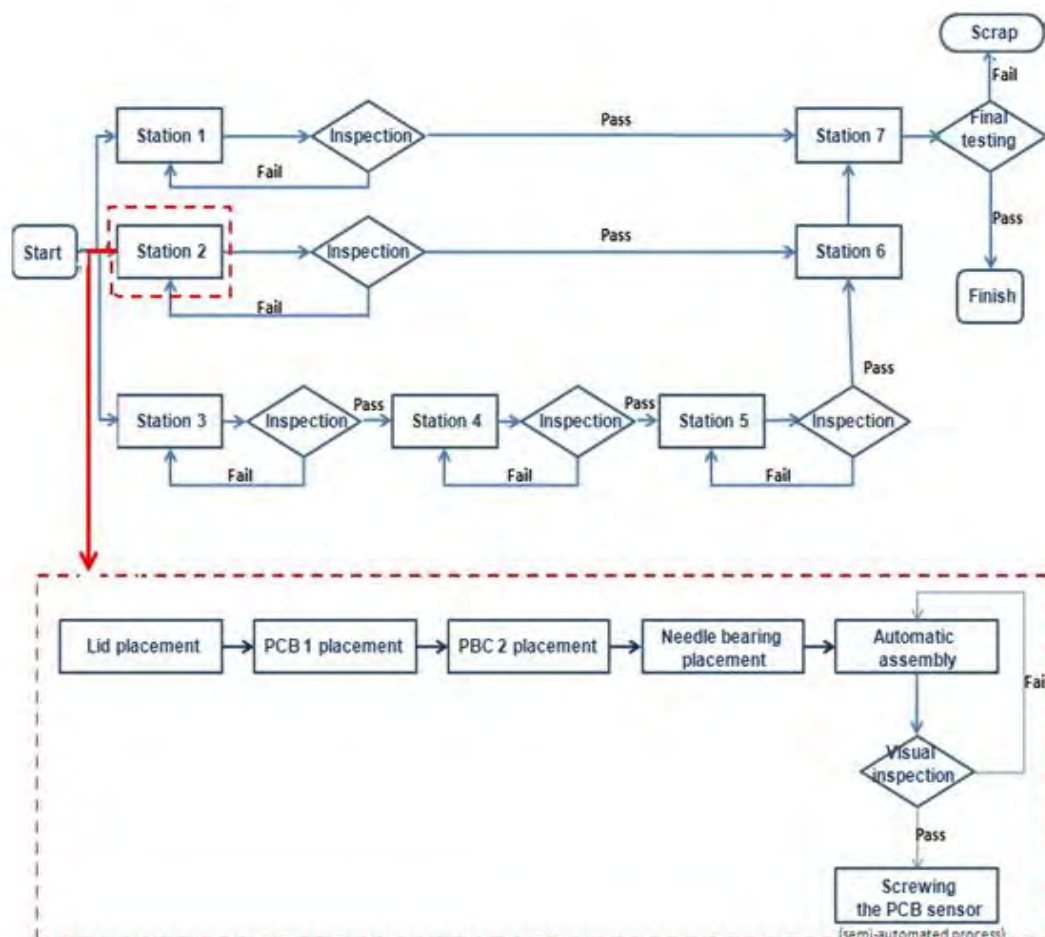 Scrap
Fail
Station 1
Inspection
Pass
Station 7
Final
testing
Fail
Start
Station 2
Inspection
Pass
Station 6
Pass
Finish
Fail
Pass
Station 3
Inspection
Pass
Station 4
Inspection
Pass
Station 5
Inspection
Fail
Fail
Fail
Lid placement
PCB 1 placement
PBC 2 placement
Needle bearing
placement
Automatic
assembly
Fail
Visual
inspection
Pass
Screwing
the PCB sensor
(semi-automated process)